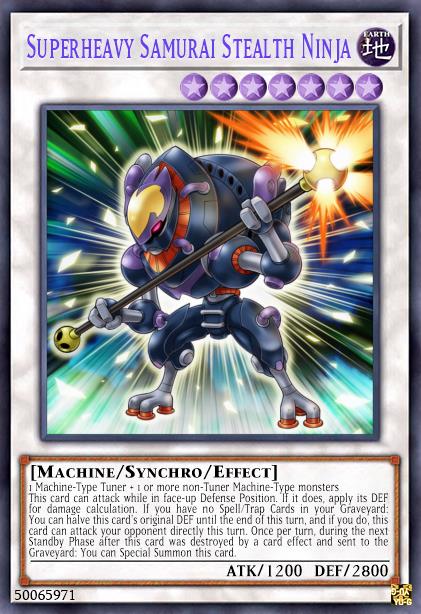 Superheavy Samurai Stealth Ninja
EARTH
地
[Machine/Synchro/Effect]
1 Machine-Type Tuner + 1 or more non-Tuner Machine-Type monsters
This card can attack while in face-up Defense Position. If it does, apply its DEF
for damage calculation. If you have no Spell/Trap Cards in your Graveyard:
You can halve this card's original DEF until the end of this turn, and if you do, this
card can attack your opponent directly this turn. Once per turn, during the next
Standby Phase after this card was destroyed by a card effect and sent to the
Graveyard: You can Special Summon this card.
ATK/1200 DEF/2800
50065971